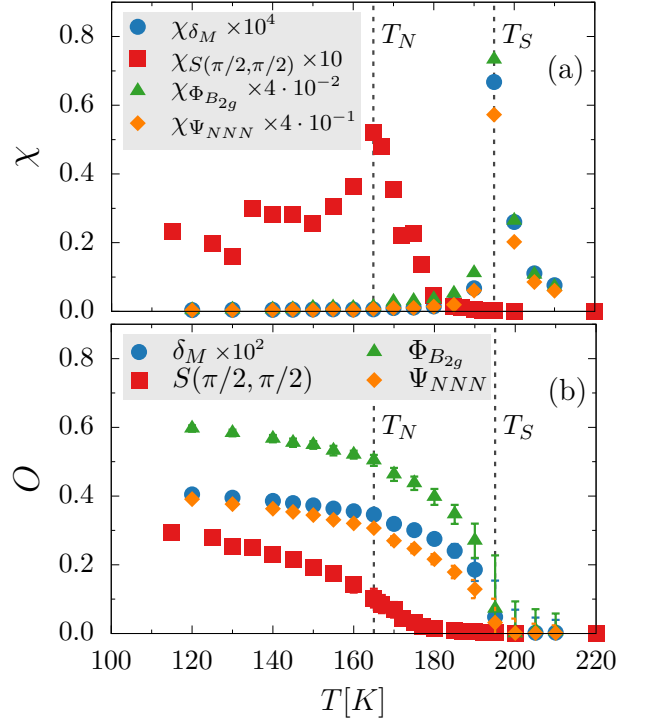 0.8
0.6
0.4
0.2
0.0
χ
χ_{δ_M} ×10^4
χ_{S(π/2,π/2)} ×10
χ_{Φ_{B_{2g}}} ×4 · 10^{−2}
χ_{Ψ_{NNN}} ×4 · 10^{−1}
T_N
T_S
(a)
0.8
0.6
0.4
0.2
0.0
O
δ_M ×10^2
S(π/2, π/2)
Φ_{B_{2g}}
Ψ_{NNN}
T_N
T_S
(b)
100 120 140 160 180 200 220
T[K]